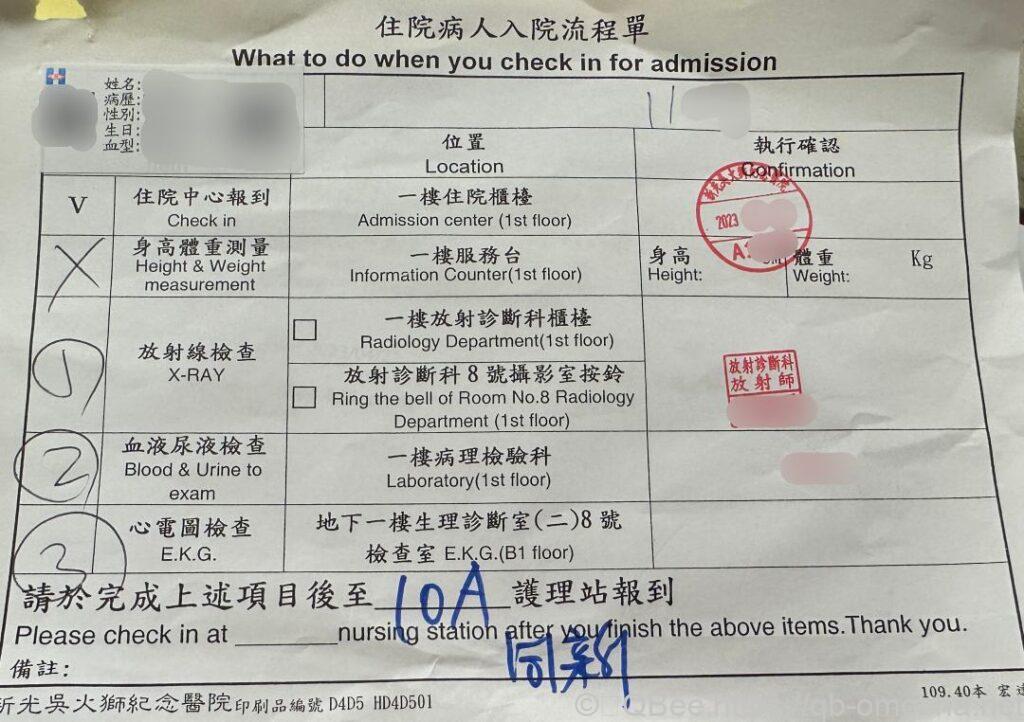 住院病人入院流程單
What to do when you check in for admission
姓名:
病歷:
性別:
生日:
血型:
11
位置
Location
執行確認
Confirmation
V
住院中心報到
Check in
一樓住院櫃檯
Admission center (1st floor)
2023
X
身高體重測量
Height & Weight
measurement
一樓服務台
Information Counter(1st floor)
身高
Height:
體重
Weight:
Kg
1
放射線檢查
X-RAY
一樓放射診斷科櫃檯
Radiology Department(1st floor)
放射診斷科8號攝影室按鈴
Ring the bell of Room No.8 Radiology
Department (1st floor)
放射診斷科
放射師
2
血液尿液檢查
Blood & Urine to
exam
一樓病理檢驗科
Laboratory(1st floor)
3
心電圖檢查
E.K.G.
地下一樓生理診斷室(二)8號
檢查室 E.K.G.(B1 floor)
請於完成上述項目後至 10A 護理站報到
Please check in at ________ nursing station after you finish the above items.Thank you.
備註:
新光吳火獅紀念醫院印刷品編號 D4D5 HD4D501
109.40本 宏達